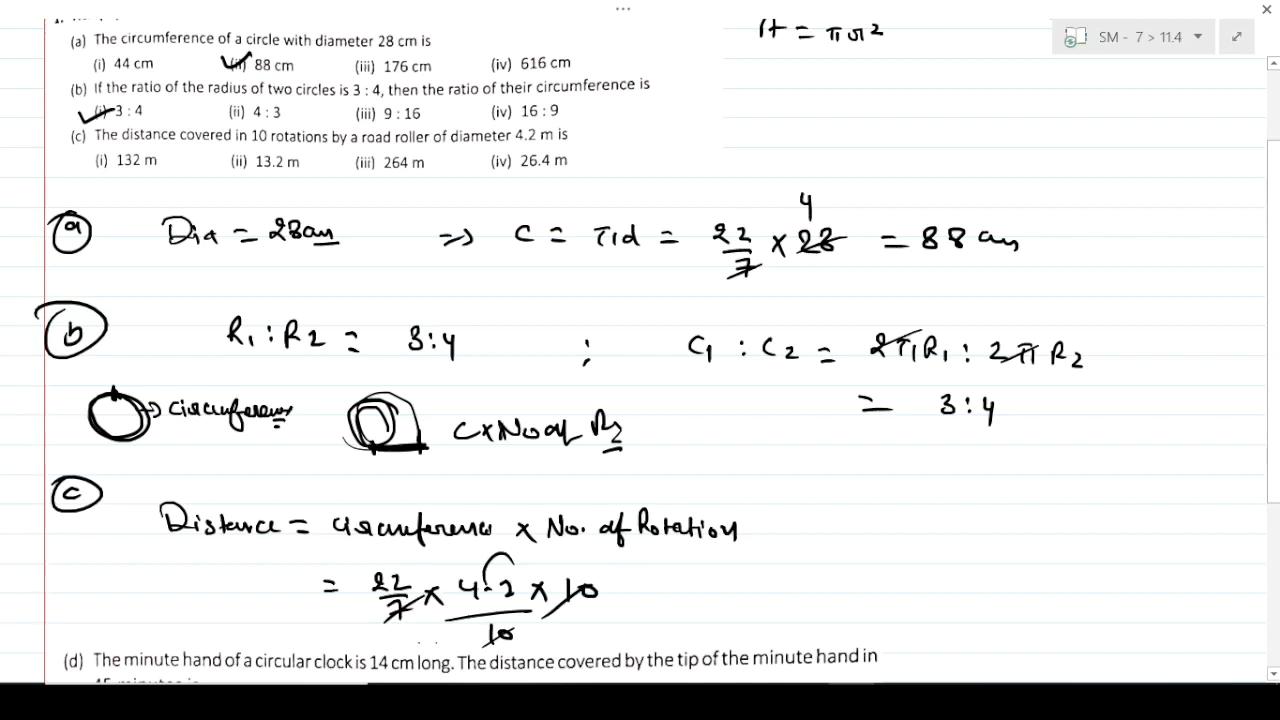 A = πr²
SM - 7 > 11.4
(a) The circumference of a circle with diameter 28 cm is
(i) 44 cm (ii) 88 cm (iii) 176 cm (iv) 616 cm
(b) If the ratio of the radius of two circles is 3 : 4, then the ratio of their circumference is
(i) 3 : 4 (ii) 4 : 3 (iii) 9 : 16 (iv) 16 : 9
(c) The distance covered in 10 rotations by a road roller of diameter 4.2 m is
(i) 132 m (ii) 13.2 m (iii) 264 m (iv) 26.4 m
4
(a) Dia = 28cm ⇒ C = πd = 22/7 × 28 = 88 cm
(b) R₁ : R₂ = 3:4 ; C₁ : C₂ = 2πR₁ : 2πR₂
= 3:4
→ circumference C × No of R
(c)
Distance = circumference × No. of Rotation
= 22/7 × 4.2/10 × 10
(d) The minute hand of a circular clock is 14 cm long. The distance covered by the tip of the minute hand in